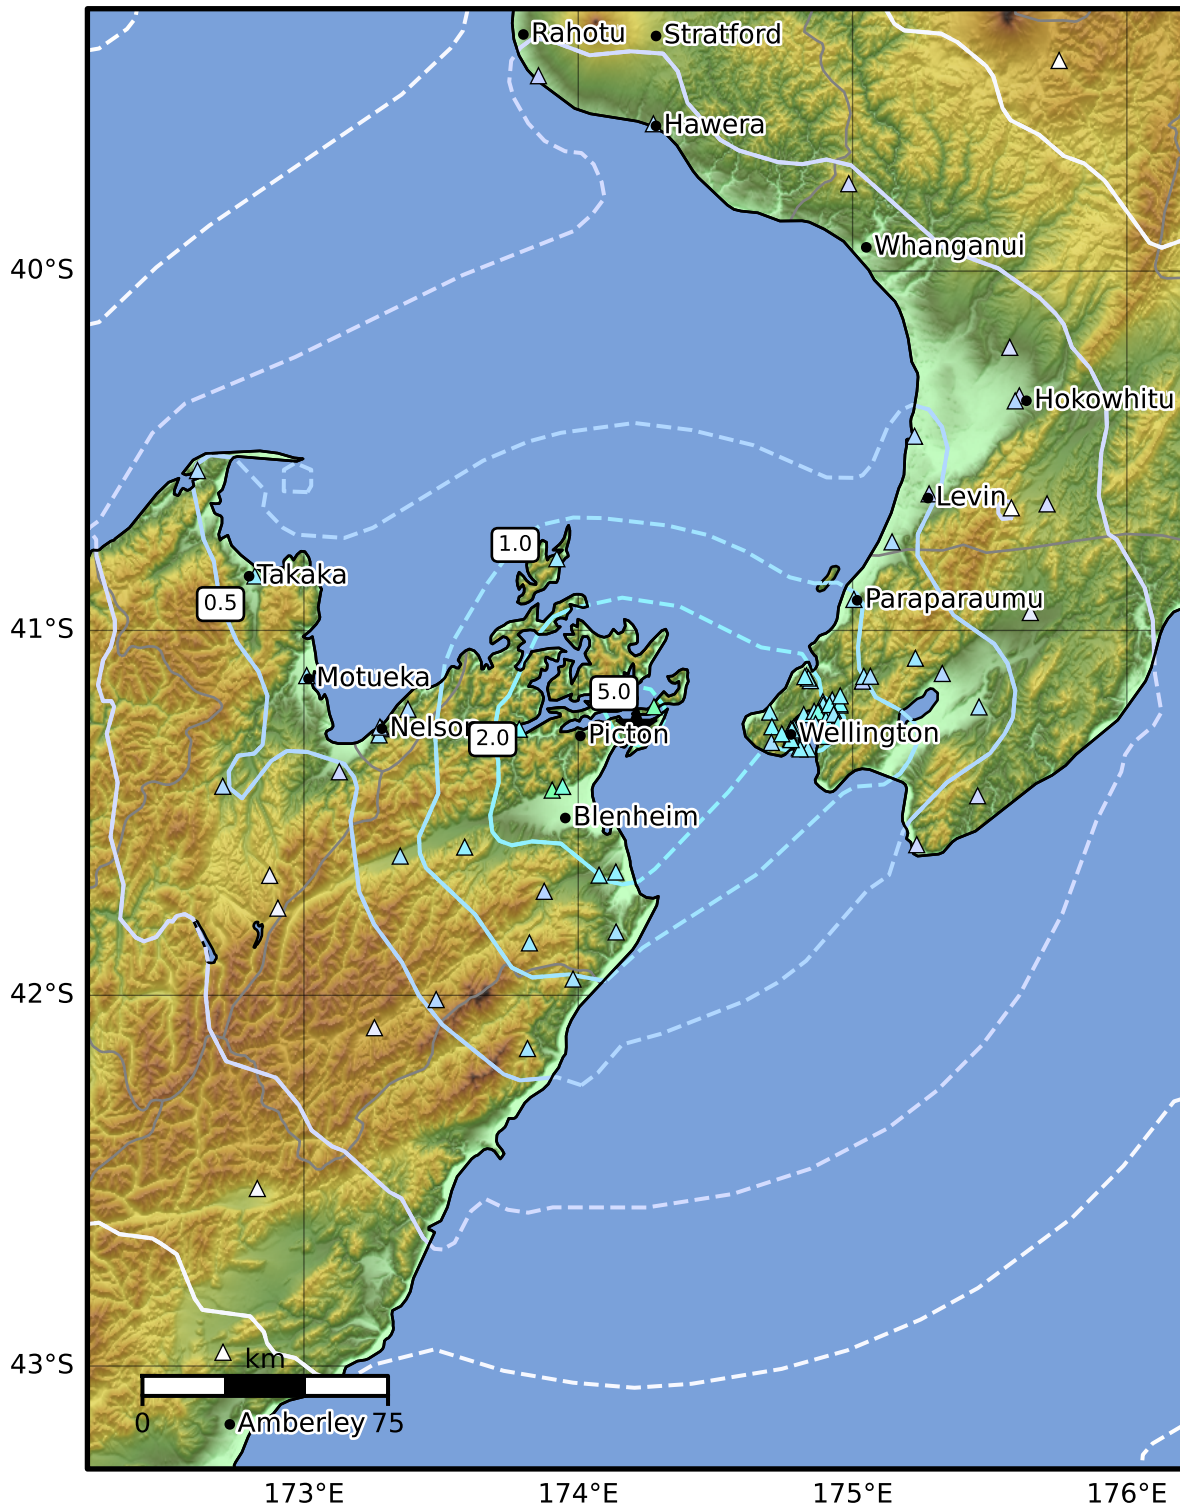 Rahotu
Stratford
Hawera
Whanganui
40°S
Hokowhitu
Levin
1.0
Takaka
0.5
Paraparaumu
41°S
Motueka
5.0
Nelson
2.0
Picton
Wellington
Blenheim
42°S
43°S
km
0
75
Amberley
173°E
174°E
175°E
176°E